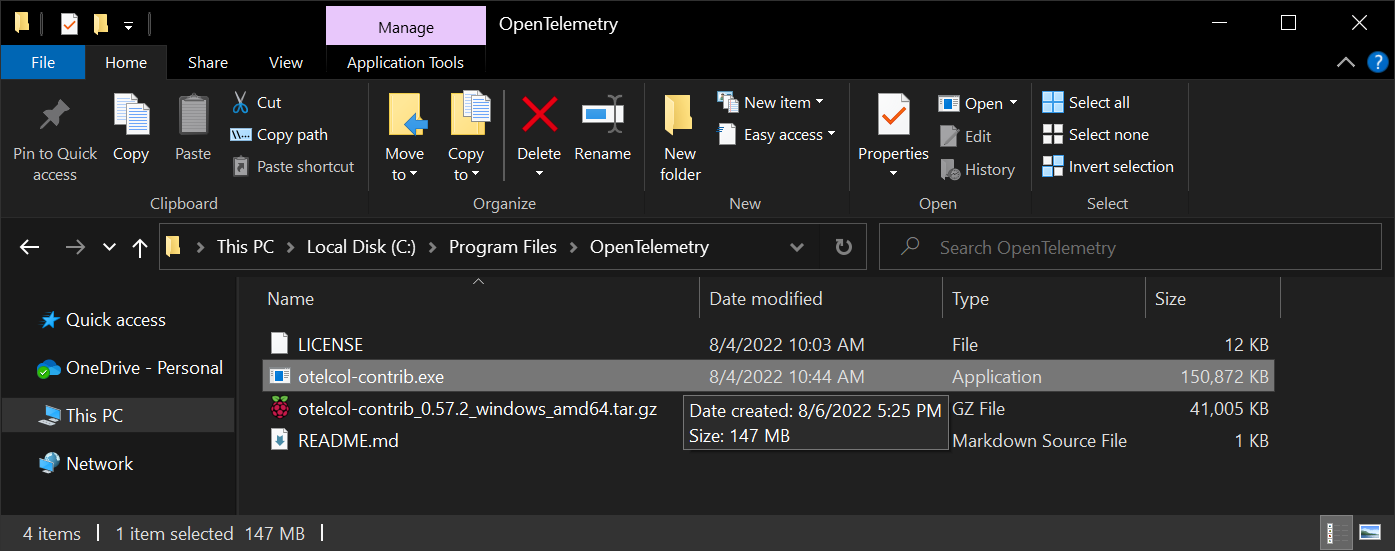 Manage
OpenTelemetry
File
Home
Share
View
Application Tools
?
Pin to Quick access
Copy
Paste
Cut
Copy path
Paste shortcut
Clipboard
Move to
Copy to
Delete
Rename
Organize
New folder
New item
Easy access
New
Properties
Open
Edit
History
Open
Select all
Select none
Invert selection
Select
This PC > Local Disk (C:) > Program Files > OpenTelemetry
Search OpenTelemetry
Quick access
OneDrive - Personal
This PC
Network
Name Date modified Type Size
LICENSE 8/4/2022 10:03 AM File 12 KB
otelcol-contrib.exe 8/4/2022 10:44 AM Application 150,872 KB
otelcol-contrib_0.57.2_windows_amd64.tar.gz GZ File 41,005 KB
Date created: 8/6/2022 5:25 PM
Size: 147 MB
README.md Markdown Source File 1 KB
4 items 1 item selected 147 MB